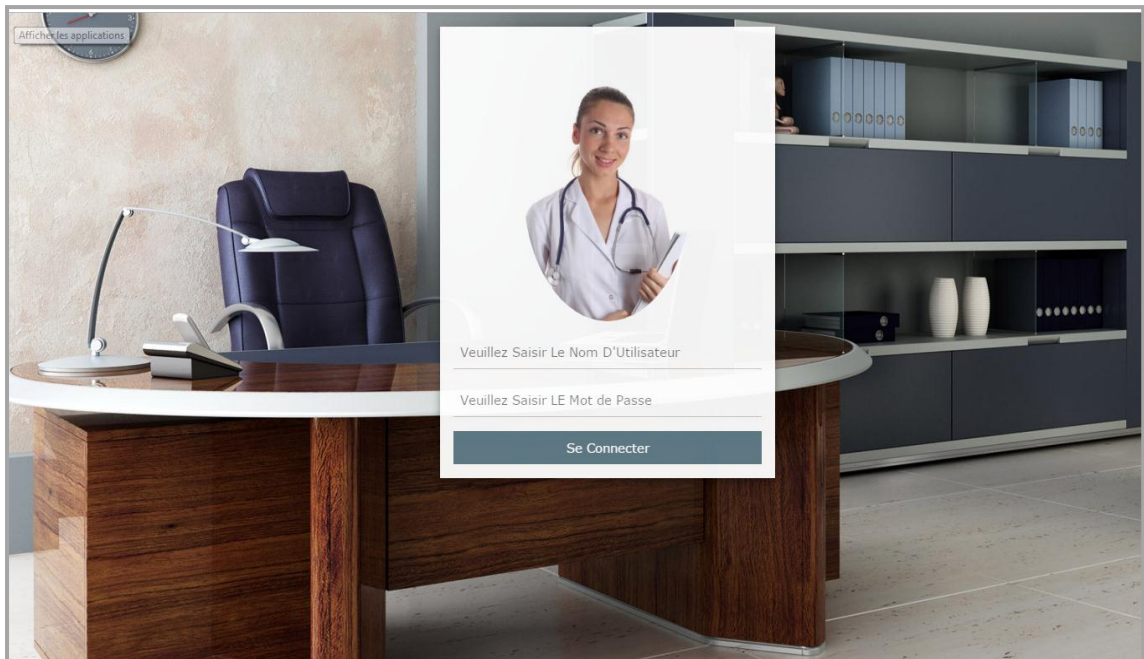 Afficher les applications
Veuillez Saisir Le Nom D'Utilisateur
Veuillez Saisir LE Mot de Passe
Se Connecter